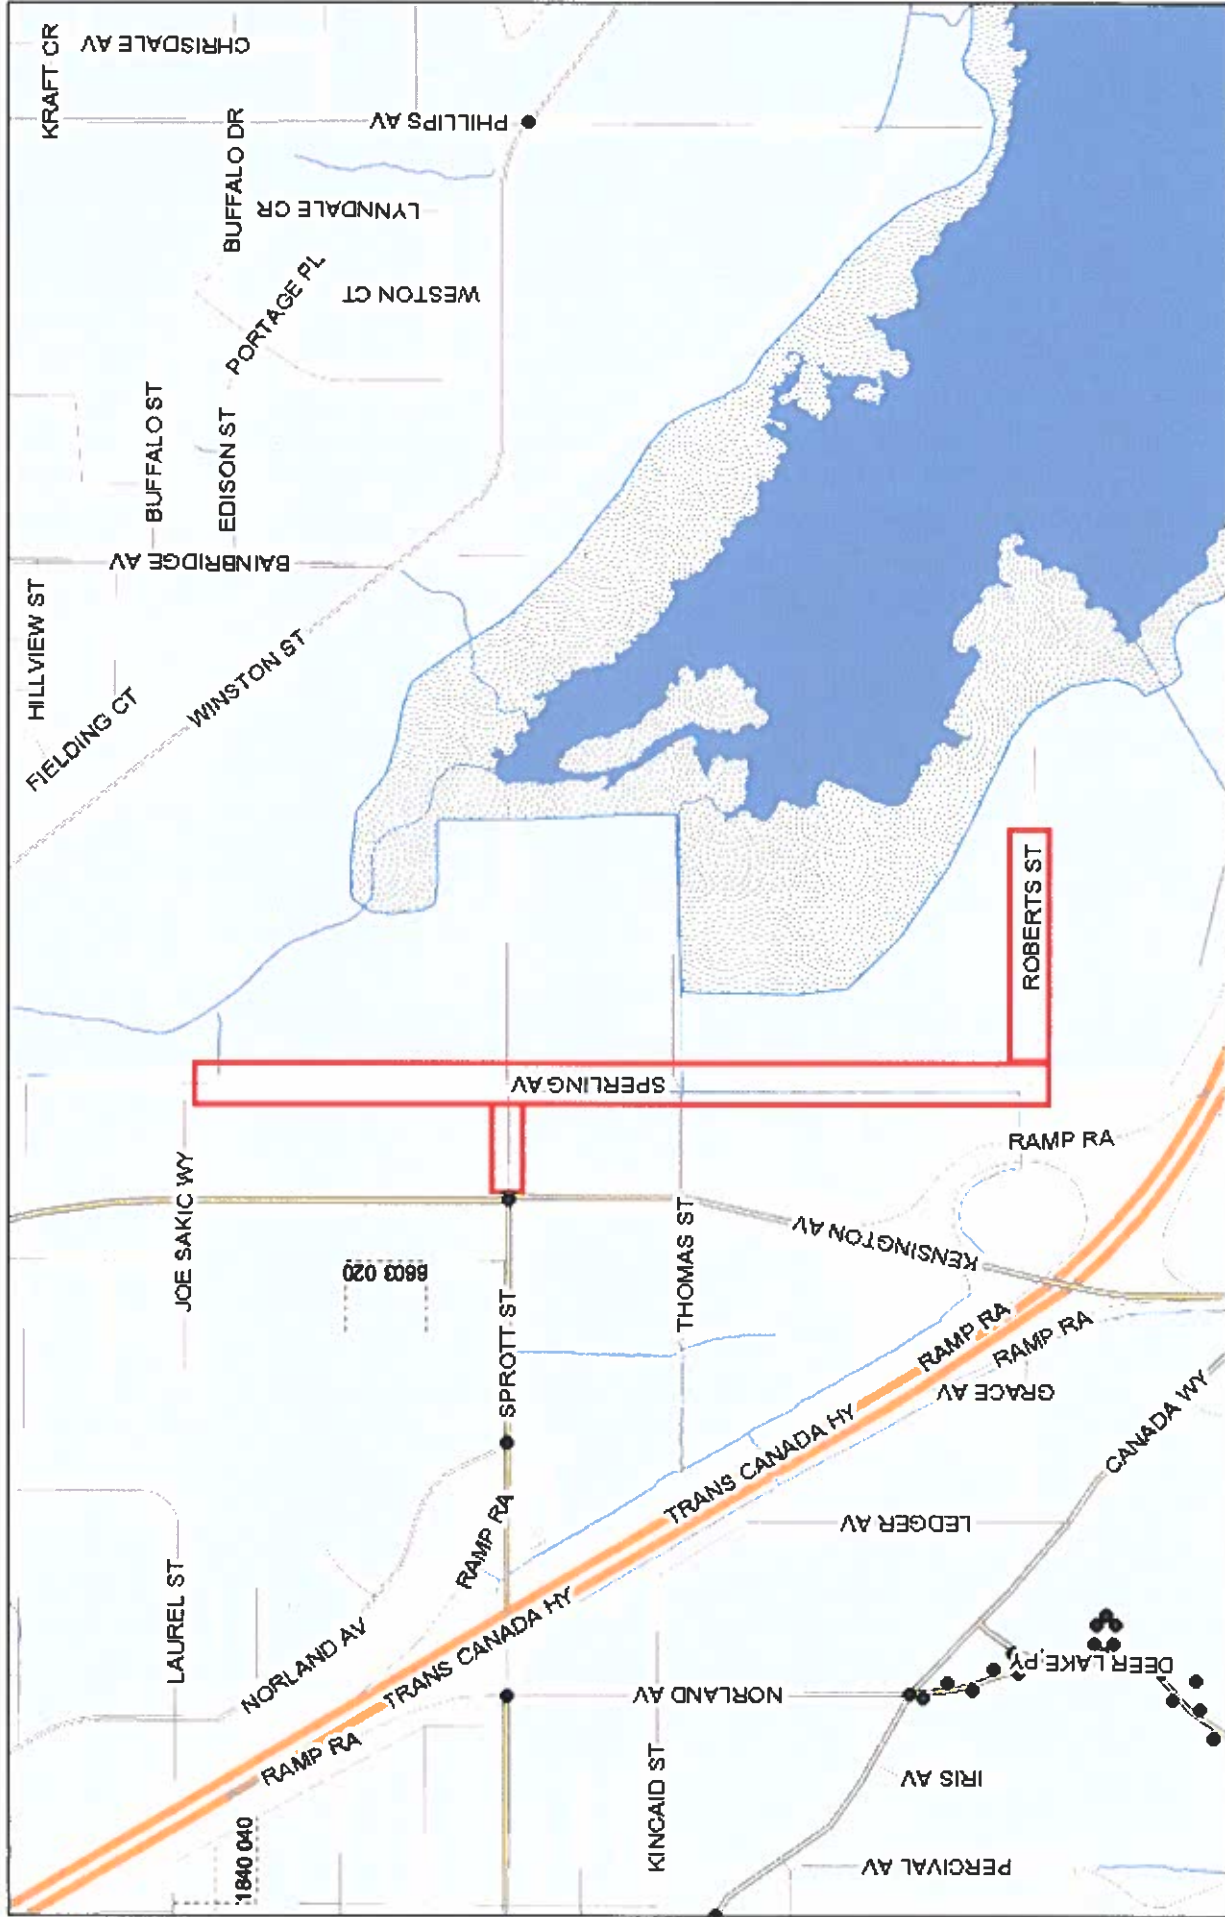 KRAFT CR
CHRISDALE AV
PHILLIPS AV
BUFFALO DR
LYNNDALE CR
PORTAGE PL
WESTON CT
BUFFALO ST
EDISON ST
BAINBRIDGE AV
HILLVIEW ST
FIELDING CT
WINSTON ST
ROBERTS ST
SPERLING AV
RAMP RA
JOE SAKIC WY
KENSINGTON AV
THOMAS ST
6603 020
SPROTT ST
RAMP RA
RAMP RA
GRACE AV
CANADA WY
TRANS CANADA HY
LEDGER AV
RAMP RA
LAUREL ST
NORLAND AV
TRANS CANADA HY
RAMP RA
NORLAND AV
DEER LAKE PY
KINCAID ST
IRIS AV
1840 040
PERCIVAL AV